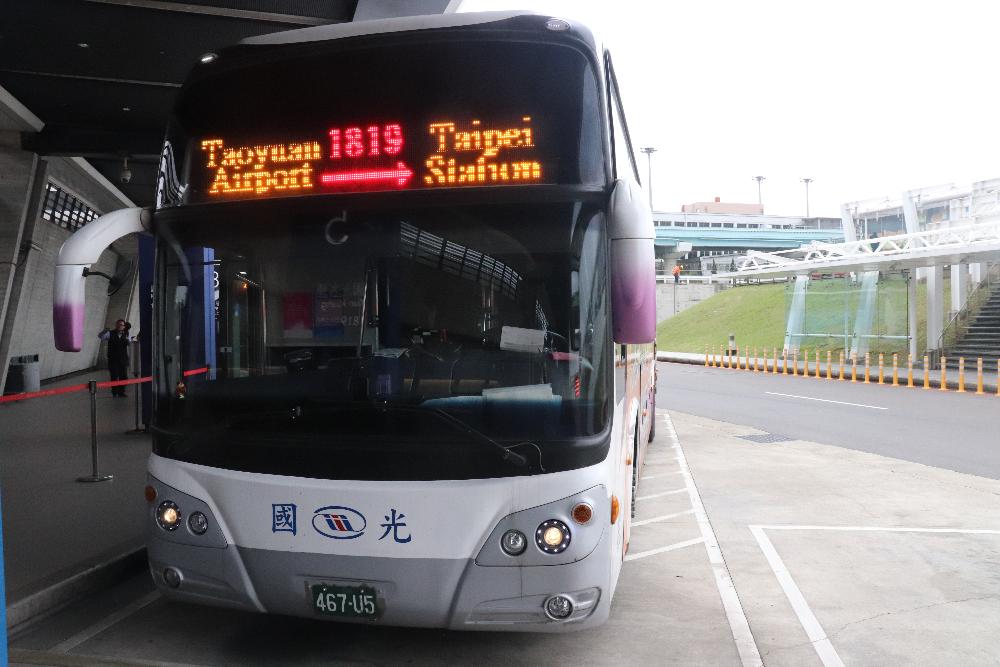 Taoyuan Airport
1819
Taipei Station
國 光
467-U5